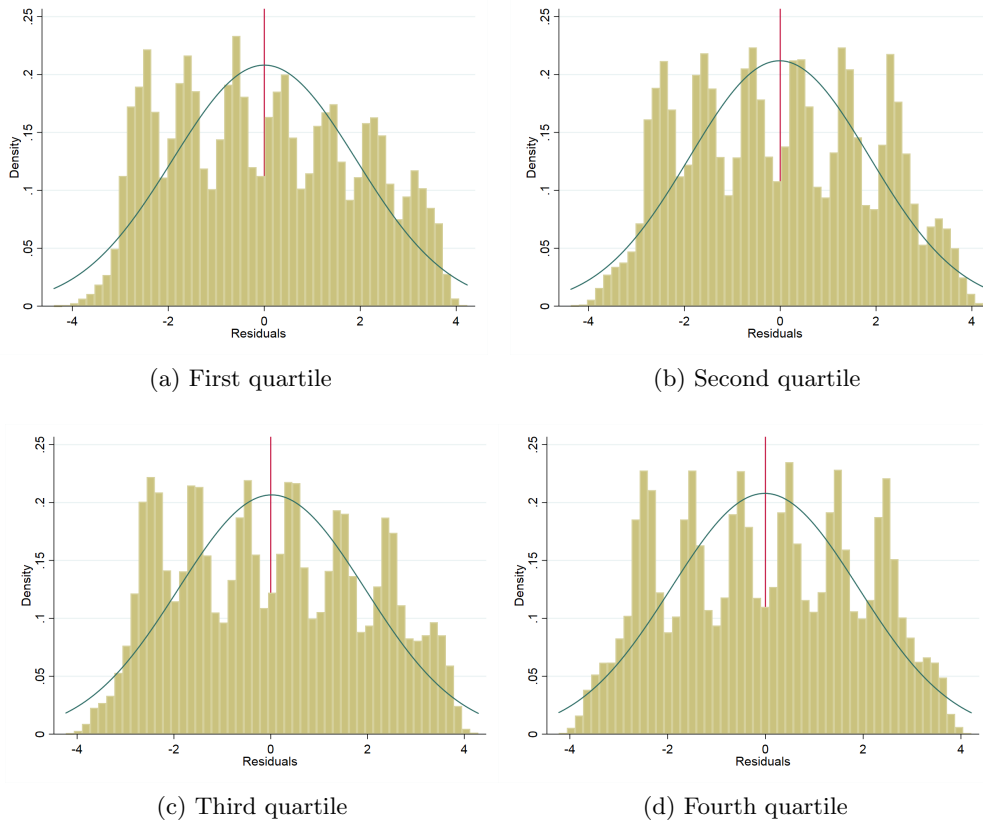 Density
0 .05 .1 .15 .2 .25
-4 -2 0 2 4
Residuals
(a) First quartile
Density
0 .05 .1 .15 .2 .25
-4 -2 0 2 4
Residuals
(b) Second quartile
Density
0 .05 .1 .15 .2 .25
-4 -2 0 2 4
Residuals
(c) Third quartile
Density
0 .05 .1 .15 .2 .25
-4 -2 0 2 4
Residuals
(d) Fourth quartile